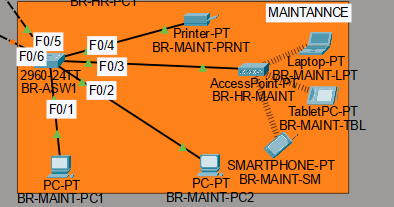 BR-HR-PC1
MAINTANNCE
F0/5
F0/4
Printer-PT
BR-MAINT-PRNT
F0/6
F0/3
Laptop-PT
BR-MAINT-LPT
2960-24TT
BR-ASW1
F0/2
AccessPoint-PT
BR-HR-MAINT
TabletPC-PT
BR-MAINT-TBL
F0/1
SMARTPHONE-PT
BR-MAINT-SM
PC-PT
BR-MAINT-PC1
PC-PT
BR-MAINT-PC2